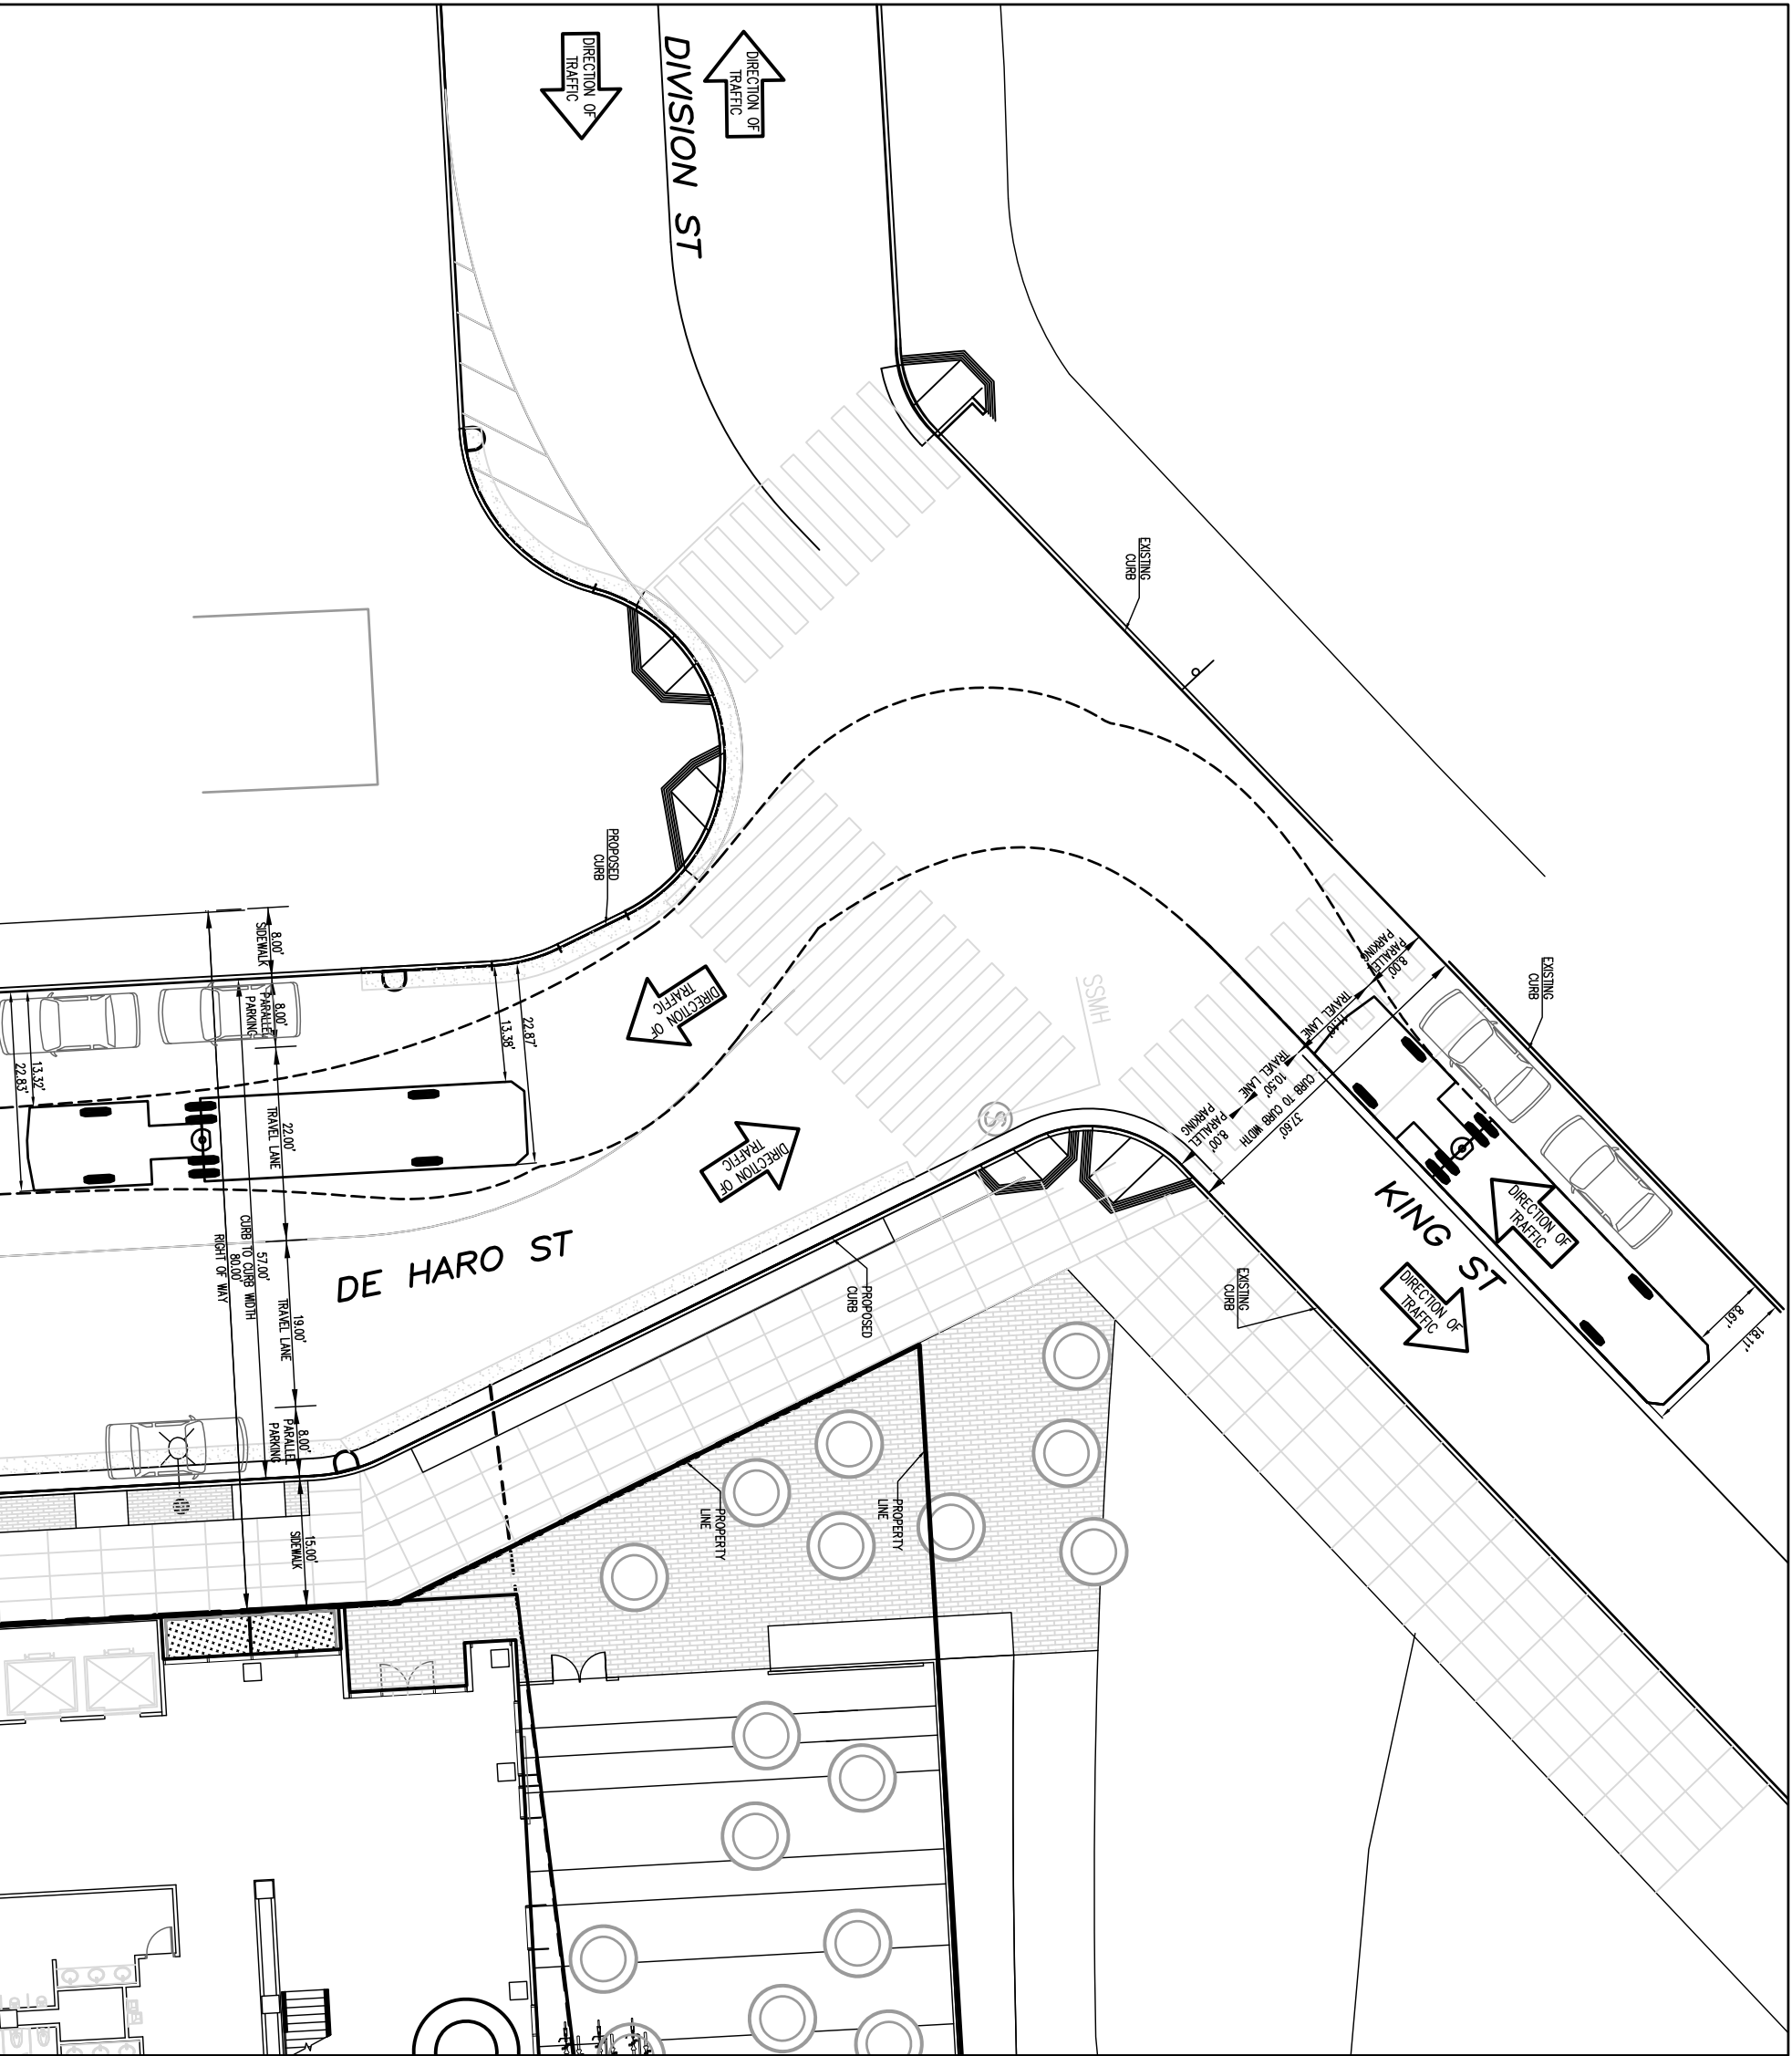 DIRECTION OF
TRAFFIC
DIVISION ST
DIRECTION OF
TRAFFIC
EXISTING
CURB
PROPOSED
CURB
8.00'
SIDEWALK
8.00'
PARALLEL
PARKING
22.00'
TRAVEL LANE
57.00'
CURB TO CURB WIDTH
80.00'
RIGHT OF WAY
19.00'
TRAVEL LANE
8.00'
PARALLEL
PARKING
15.00'
SIDEWALK
13.32'
22.83'
22.87'
13.38'
DIRECTION OF
TRAFFIC
DIRECTION OF
TRAFFIC
DE HARO ST
SSMH
S
8.00'
PARALLEL
PARKING
11.10'
TRAVEL LANE
10.50'
TRAVEL LANE
8.00'
PARALLEL
PARKING
37.60'
CURB TO CURB WIDTH
EXISTING
CURB
KING ST
DIRECTION OF
TRAFFIC
DIRECTION OF
TRAFFIC
8.61'
18.11'
EXISTING
CURB
PROPOSED
CURB
PROPERTY
LINE
PROPERTY
LINE